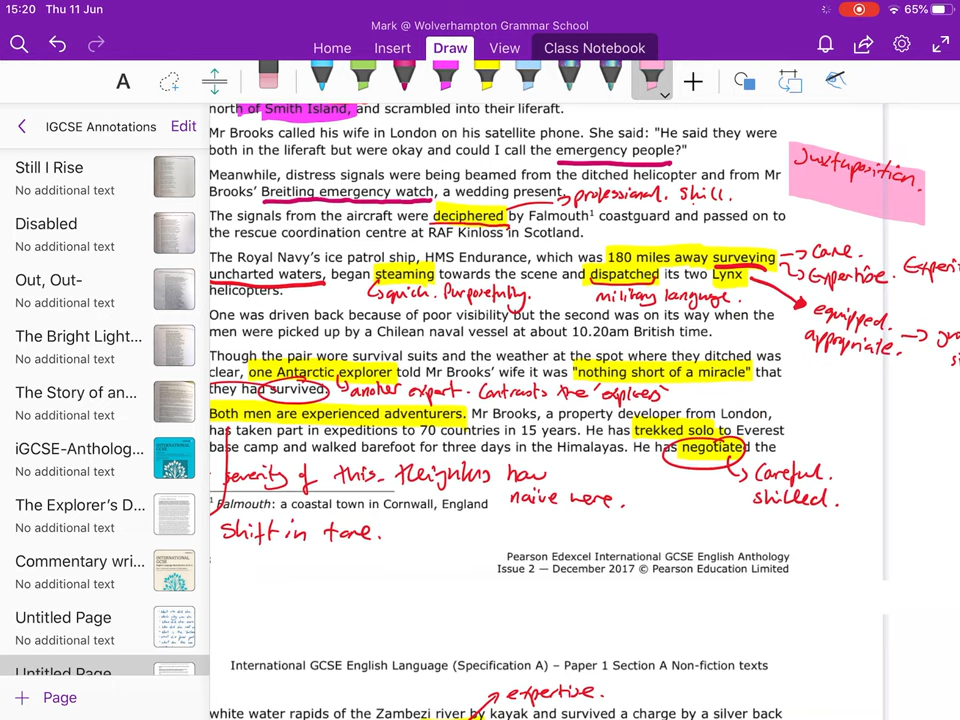 15:20 Thu 11 Jun
65%
Mark @ Wolverhampton Grammar School
Home Insert Draw View Class Notebook
A
IGCSE Annotations Edit
Still I Rise
No additional text
Disabled
No additional text
Out, Out-
No additional text
The Bright Light...
No additional text
The Story of an...
No additional text
iGCSE-Antholog...
No additional text
The Explorer's D...
No additional text
Commentary wri...
No additional text
Untitled Page
No additional text
Untitled Page
Page
north of Smith Island, and scrambled into their liferaft.
Mr Brooks called his wife in London on his satellite phone. She said: "He said they were
both in the liferaft but were okay and could I call the emergency people?"
Juxtaposition.
Meanwhile, distress signals were being beamed from the ditched helicopter and from Mr
Brooks' Breitling emergency watch, a wedding present.
professional. skill.
The signals from the aircraft were deciphered by Falmouth1 coastguard and passed on to
the rescue coordination centre at RAF Kinloss in Scotland.
The Royal Navy's ice patrol ship, HMS Endurance, which was 180 miles away surveying
Care.
uncharted waters, began steaming towards the scene and dispatched its two Lynx
Expertise. Experi
helicopters.
quick. Purposefully.
military language.
equipped.
appropriate.
One was driven back because of poor visibility but the second was on its way when the
men were picked up by a Chilean naval vessel at about 10.20am British time.
Though the pair wore survival suits and the weather at the spot where they ditched was
clear, one Antarctic explorer told Mr Brooks' wife it was "nothing short of a miracle" that
they had survived.
another expert. Contrasts the
Both men are experienced adventurers. Mr Brooks, a property developer from London,
has taken part in expeditions to 70 countries in 15 years. He has trekked solo to Everest
base camp and walked barefoot for three days in the Himalayas. He has negotiated the
severity of this. Heightens how
naive were.
Careful.
skilled.
1 Falmouth: a coastal town in Cornwall, England
Shift in tone.
Pearson Edexcel International GCSE English Anthology
Issue 2 — December 2017 © Pearson Education Limited
International GCSE English Language (Specification A) – Paper 1 Section A Non-fiction texts
expertise.
white water rapids of the Zambezi river by kayak and survived a charge by a silver back